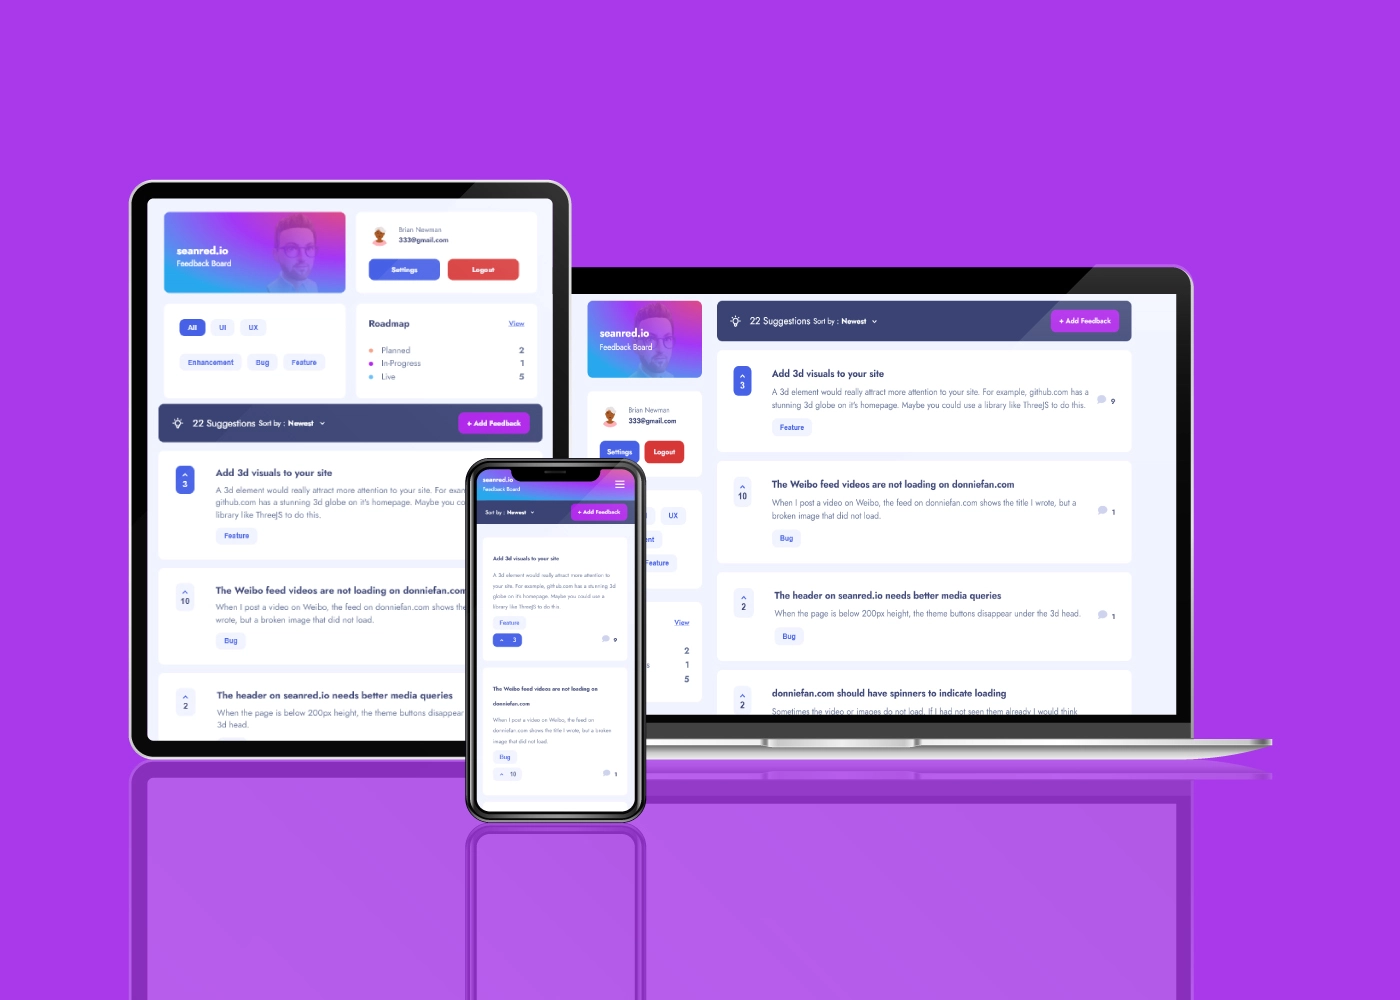 seanred.io
Feedback Board
Brian Newman
333@gmail.com
Settings
Logout
All
UI
UX
Enhancement
Bug
Feature
Roadmap
View
Planned
2
In-Progress
1
Live
5
22 Suggestions Sort by : Newest
+ Add Feedback
3
Add 3d visuals to your site
A 3d element would really attract more attention to your site. For exam
github.com has a stunning 3d globe on it's homepage. Maybe you co
library like ThreeJS to do this.
Feature
10
The Weibo feed videos are not loading on donniefan.com
When I post a video on Weibo, the feed on donniefan.com shows the
wrote, but a broken image that did not load.
Bug
2
The header on seanred.io needs better media queries
When the page is below 200px height, the theme buttons disappear
3d head.
seanred.io
Feedback Board
Sort by : Newest
+ Add Feedback
Add 3d visuals to your site
A 3d element would really attract more attention to
your site. For example, github.com has a stunning 3d
globe on it's homepage. Maybe you could use a
library like ThreeJS to do this.
Feature
3
9
The Weibo feed videos are not loading on
donniefan.com
When I post a video on Weibo, the feed on
donniefan.com shows the title I wrote, but a broken
image that did not load.
Bug
10
1
seanred.io
Feedback Board
Brian Newman
333@gmail.com
Settings
Logout
UX
ent
Feature
View
2
s
1
5
22 Suggestions Sort by : Newest
+ Add Feedback
3
Add 3d visuals to your site
A 3d element would really attract more attention to your site. For example, github.com has a
stunning 3d globe on it's homepage. Maybe you could use a library like ThreeJS to do this.
Feature
9
10
The Weibo feed videos are not loading on donniefan.com
When I post a video on Weibo, the feed on donniefan.com shows the title I wrote, but a
broken image that did not load.
Bug
1
2
The header on seanred.io needs better media queries
When the page is below 200px height, the theme buttons disappear under the 3d head.
Bug
1
2
donniefan.com should have spinners to indicate loading
Sometimes the video or images do not load. If I had not seen them already I would think